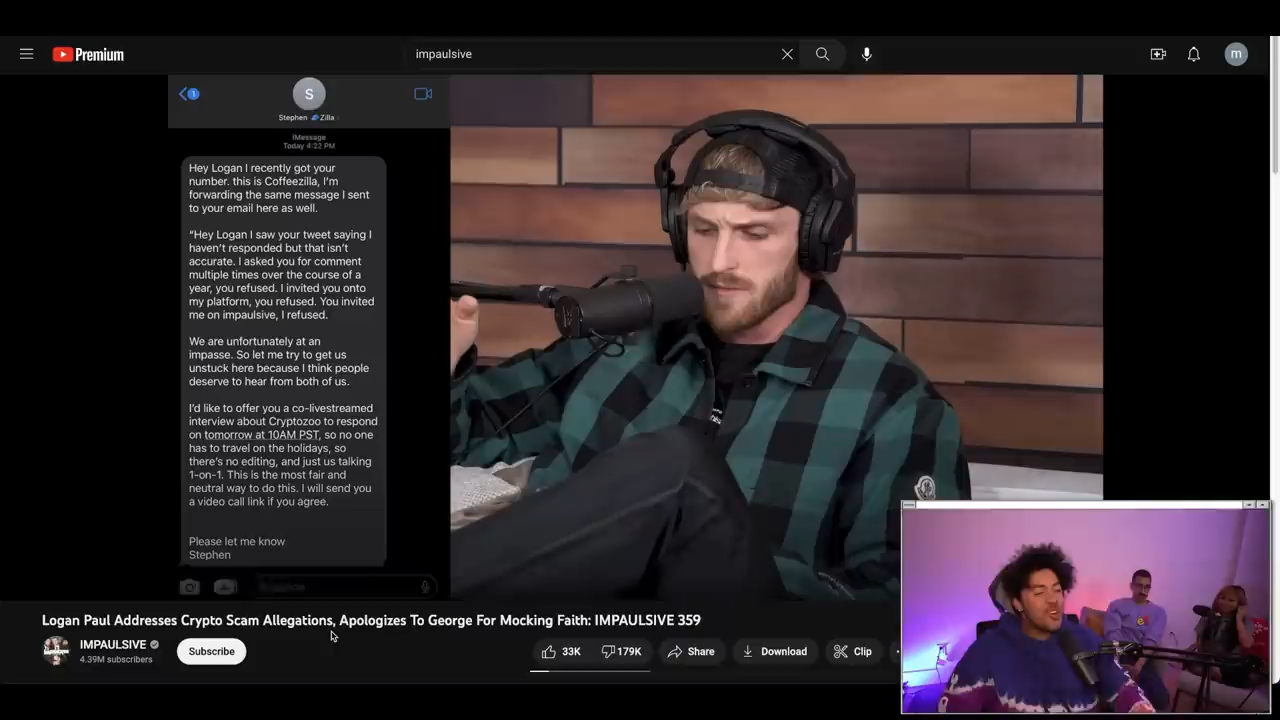 Premium
impaulsive
m
1
S
Stephen Zilla
iMessage
Today 4:22 PM
Hey Logan I recently got your
number. this is Coffeezilla, I'm
forwarding the same message I sent
to your email here as well.
“Hey Logan I saw your tweet saying I
haven't responded but that isn't
accurate. I asked you for comment
multiple times over the course of a
year, you refused. I invited you onto
my platform, you refused. You invited
me on impaulsive, I refused.
We are unfortunately at an
impasse. So let me try to get us
unstuck here because I think people
deserve to hear from both of us.
I'd like to offer you a co-livestreamed
interview about Cryptozoo to respond
on tomorrow at 10AM PST, so no one
has to travel on the holidays, so
there's no editing, and just us talking
1-on-1. This is the most fair and
neutral way to do this. I will send you
a video call link if you agree.
Please let me know
Stephen
Logan Paul Addresses Crypto Scam Allegations, Apologizes To George For Mocking Faith: IMPAULSIVE 359
IMPAULSIVE
4.39M subscribers
Subscribe
33K
179K
Share
Download
Clip